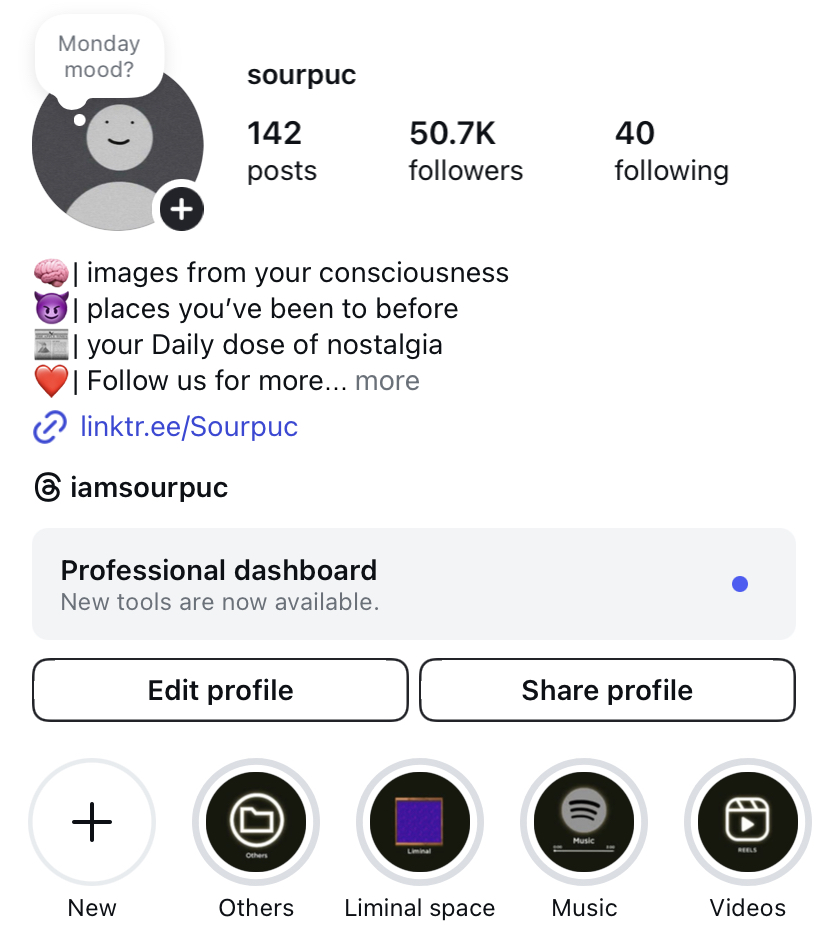 Monday
mood?
sourpuc
142 50.7K 40
posts followers following
🧠| images from your consciousness
😈| places you’ve been to before
📰| your Daily dose of nostalgia
❤️| Follow us for more... more
linktr.ee/Sourpuc
iamsourpuc
Professional dashboard
New tools are now available.
Edit profile Share profile
Others Liminal Music REELS
New Others Liminal space Music Videos